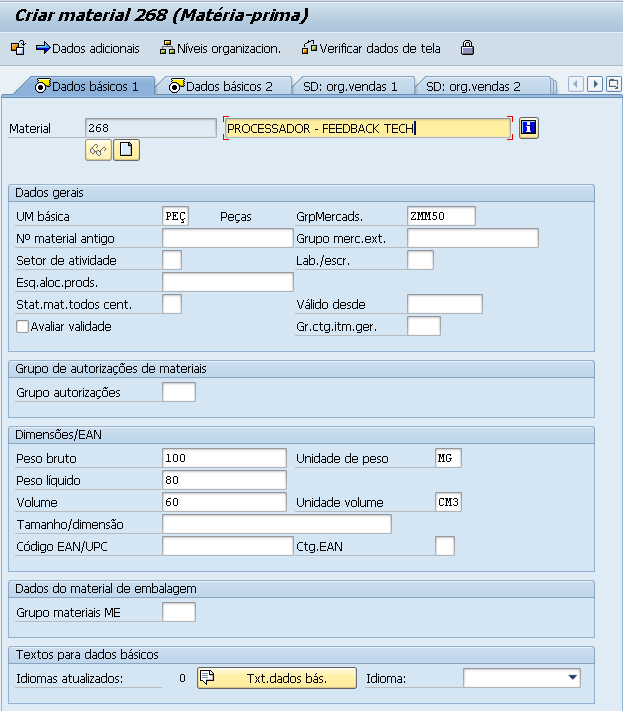 Criar material 268 (Matéria-prima)
Dados adicionais Níveis organizacion. Verificar dados de tela
Dados básicos 1 Dados básicos 2 SD: org.vendas 1 SD: org.vendas 2
Material 268 PROCESSADOR - FEEDBACK TECH
Dados gerais
UM básica PEÇ Peças GrpMercads. ZMM50
Nº material antigo Grupo merc.ext.
Setor de atividade Lab./escr.
Esq.aloc.prods.
Stat.mat.todos cent. Válido desde
Avaliar validade Gr.ctg.itm.ger.
Grupo de autorizações de materiais
Grupo autorizações
Dimensões/EAN
Peso bruto 100 Unidade de peso MG
Peso líquido 80
Volume 60 Unidade volume CM3
Tamanho/dimensão
Código EAN/UPC Ctg.EAN
Dados do material de embalagem
Grupo materiais ME
Textos para dados básicos
Idiomas atualizados: 0 Txt.dados bás. Idioma: